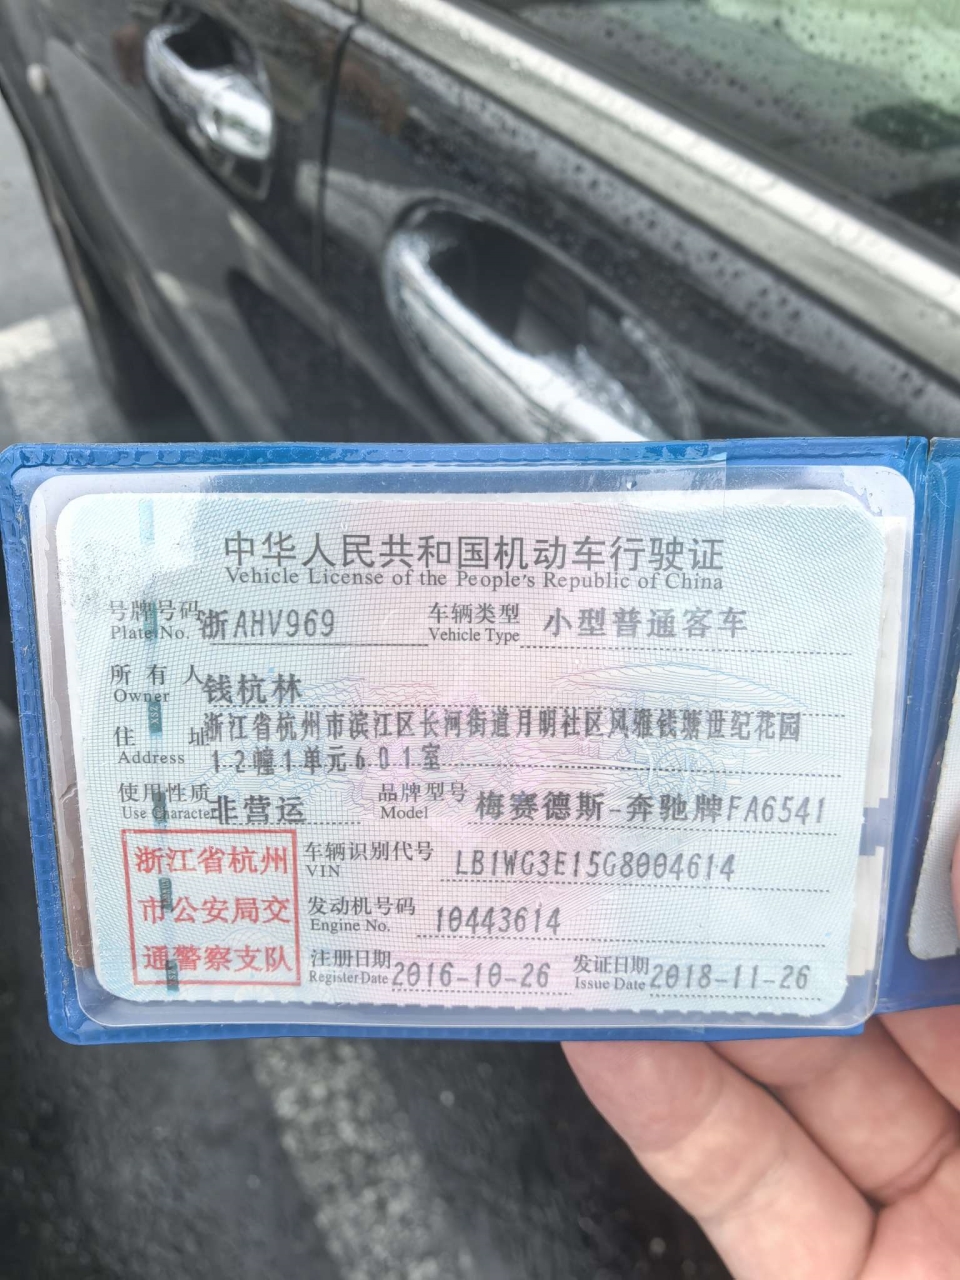 中华人民共和国机动车行驶证
Vehicle License of the People's Republic of China
号牌号码 浙AHV969 车辆类型 小型普通客车
Plate No. Vehicle Type
所有人 钱杭林
Owner
住址 浙江省杭州市滨江区长河街道月明社区风雅钱塘世纪花园
Address 12幢1单元601室
使用性质 非营运 品牌型号 梅赛德斯-奔驰牌FA6541
Use Character Model
浙江省杭州
市公安局交
通警察支队
车辆识别代号 LB1WG3E15G8004614
VIN
发动机号码 10443614
Engine No.
注册日期 2016-10-26 发证日期 2018-11-26
Register Date Issue Date